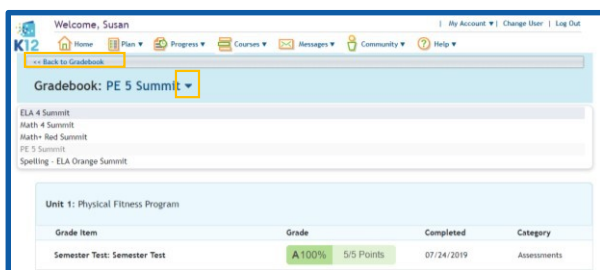 Welcome, Susan
| My Account ▼ | Change User | Log Out
K12 Home Plan ▼ Progress ▼ Courses ▼ Messages ▼ Community ▼ Help ▼
<< Back to Gradebook
Gradebook: PE 5 Summit ▼
ELA 4 Summit
Math 4 Summit
Math+ Red Summit
PE 5 Summit
Spelling - ELA Orange Summit
Unit 1: Physical Fitness Program
Grade Item Grade Completed Category
Semester Test: Semester Test A 100% 5/5 Points 07/24/2019 Assessments